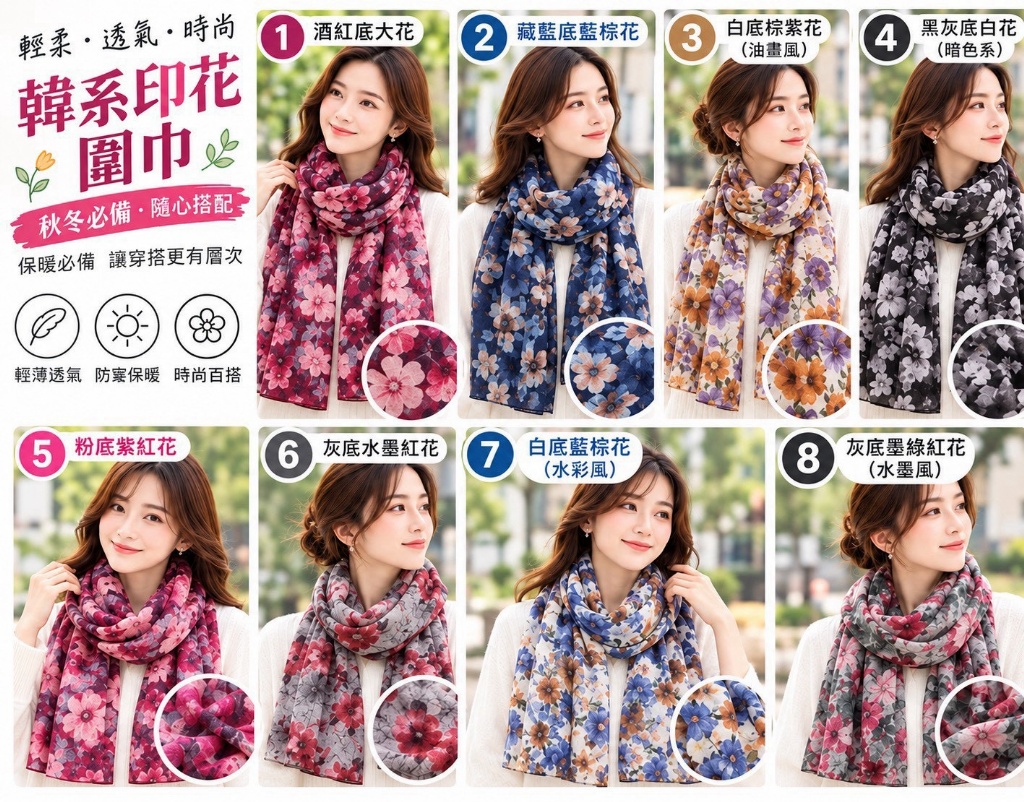 輕柔・透氣・時尚
韓系印花
圍巾
秋冬必備・隨心搭配
保暖必備 讓穿搭更有層次
輕薄透氣 防寒保暖 時尚百搭
1 酒紅底大花
2 藏藍底藍棕花
3 白底棕紫花
(油畫風)
4 黑灰底白花
(暗色系)
5 粉底紫紅花
6 灰底水墨紅花
7 白底藍棕花
(水彩風)
8 灰底墨綠紅花
(水墨風)